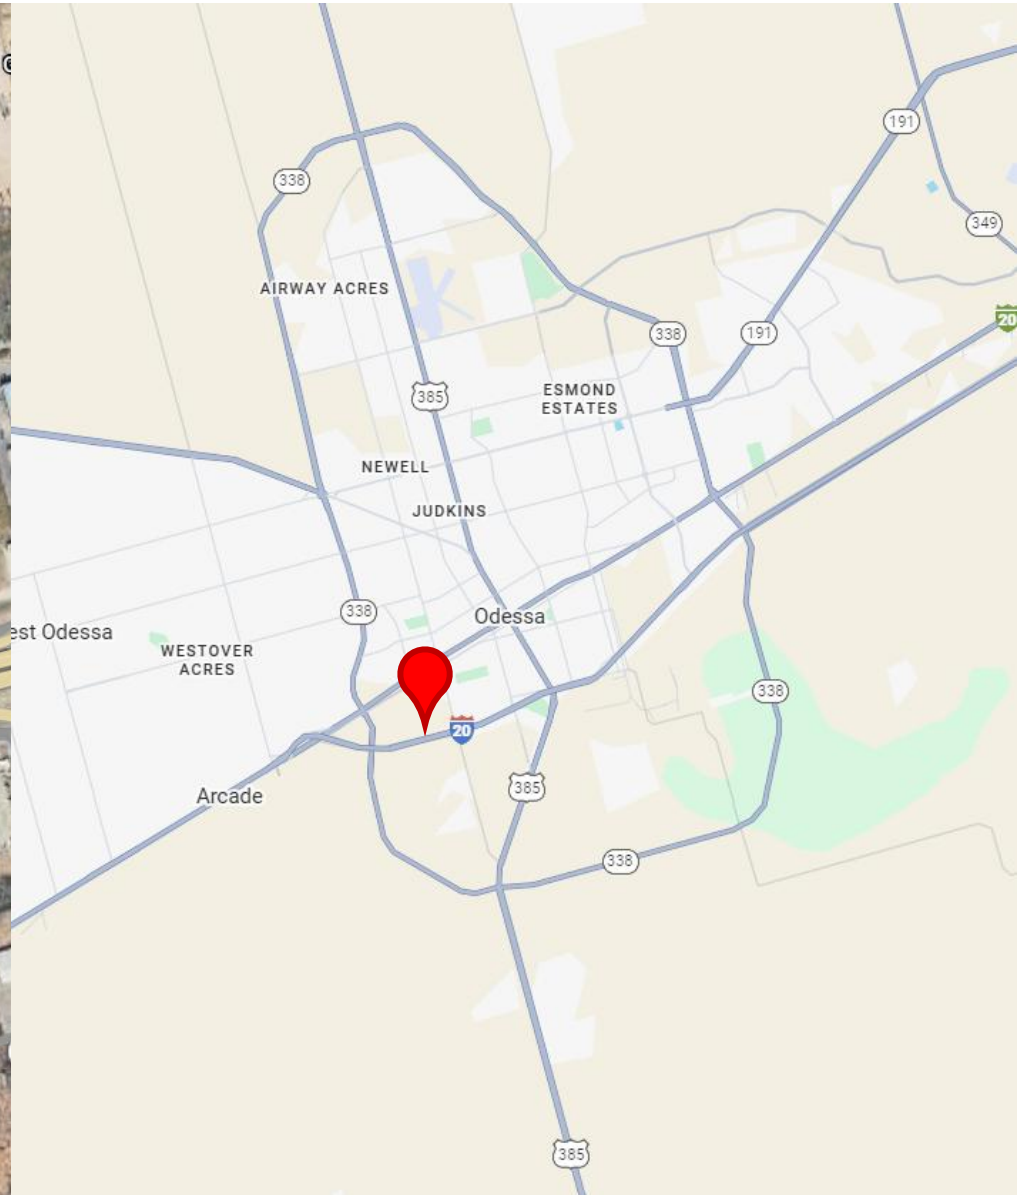 191
338
349
AIRWAY ACRES
20
338
191
385
ESMOND
ESTATES
NEWELL
JUDKINS
338
Odessa
est Odessa
WESTOVER
ACRES
338
20
385
Arcade
338
385